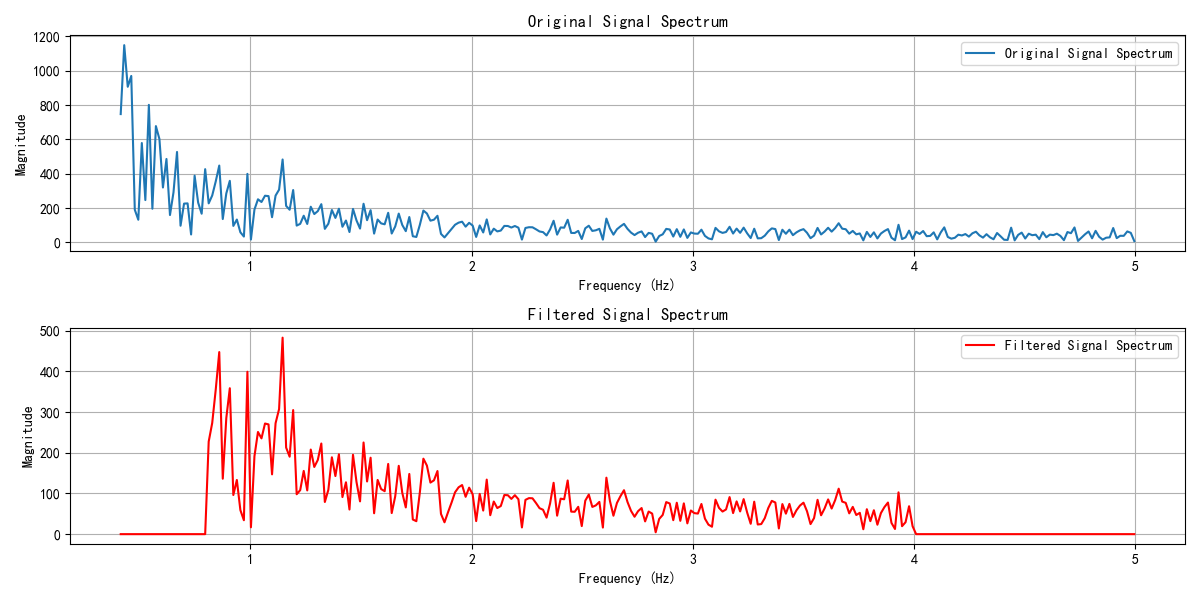 Original Signal Spectrum
1200
1000
800
600
400
200
0
Magnitude
Original Signal Spectrum
1 2 3 4 5
Frequency (Hz)
Filtered Signal Spectrum
500
400
300
200
100
0
Magnitude
Filtered Signal Spectrum
1 2 3 4 5
Frequency (Hz)